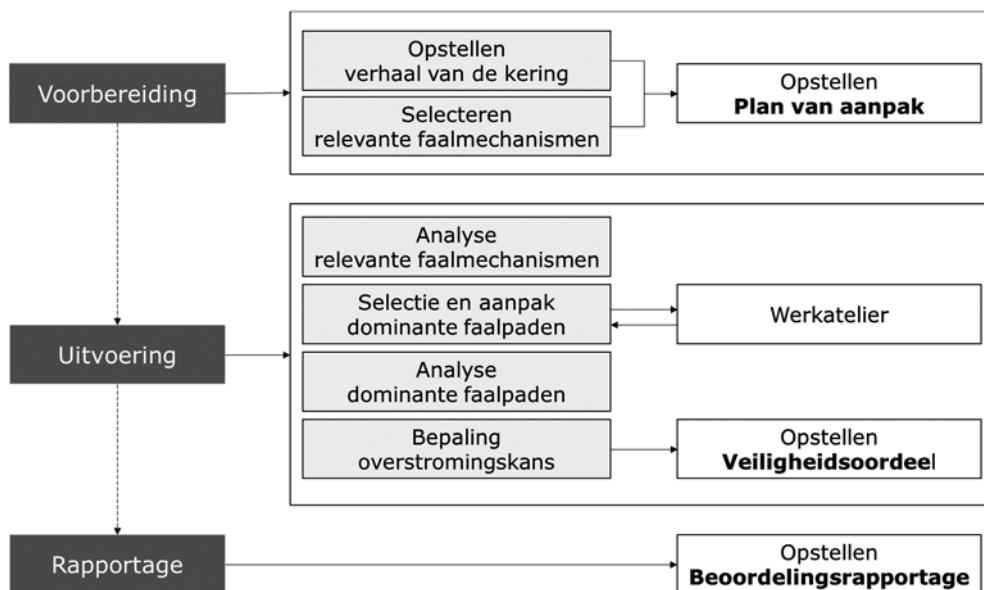 Voorbereiding
Opstellen
verhaal van de kering
Selecteren
relevante faalmechanismen
Opstellen
Plan van aanpak
Uitvoering
Analyse
relevante faalmechanismen
Selectie en aanpak
dominante faalpaden
Werkatelier
Analyse
dominante faalpaden
Bepaling
overstromingskans
Opstellen
Veiligheidsoordeel
Rapportage
Opstellen
Beoordelingsrapportage